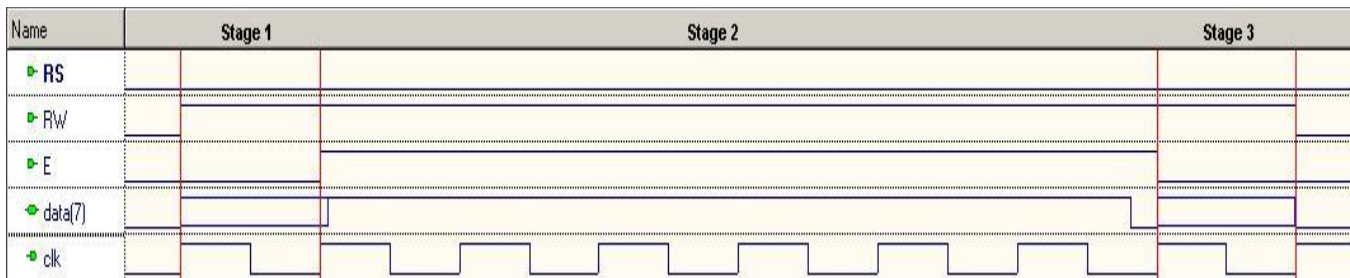 Name Stage 1 Stage 2 Stage 3
RS
RW
E
data(7)
clk